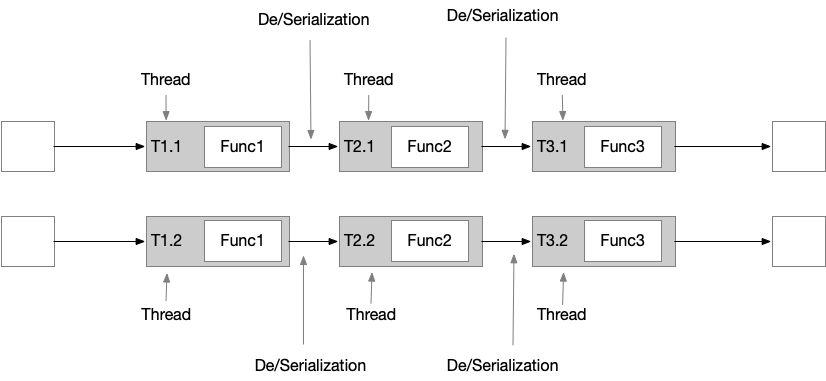 De/Serialization
De/Serialization
Thread
Thread
Thread
T1.1
Func1
T2.1
Func2
T3.1
Func3
T1.2
Func1
T2.2
Func2
T3.2
Func3
Thread
Thread
Thread
De/Serialization
De/Serialization